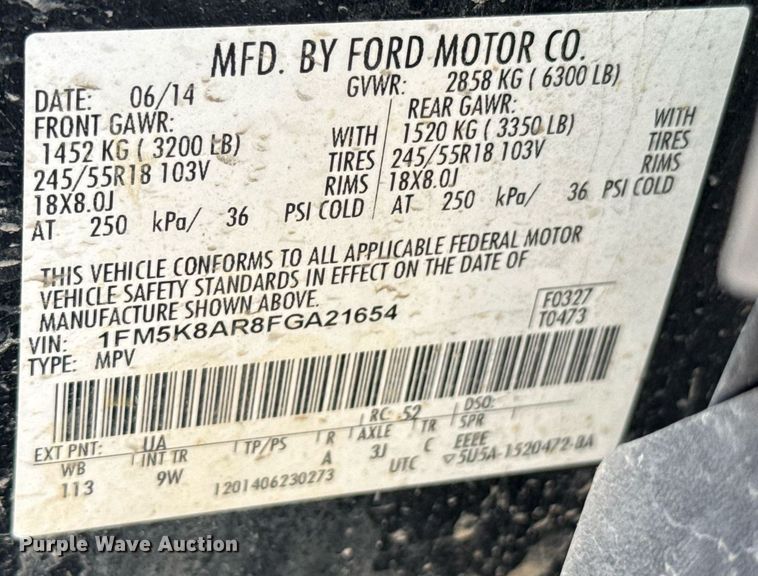 MFD. BY FORD MOTOR CO.
DATE: 06/14 GVWR: 2858 KG ( 6300 LB)
FRONT GAWR: REAR GAWR:
1452 KG ( 3200 LB) WITH 1520 KG ( 3350 LB) WITH
245/55R18 103V TIRES 245/55R18 103V TIRES
18X8.0J RIMS 18X8.0J RIMS
AT 250 kPa/ 36 PSI COLD AT 250 kPa/ 36 PSI COLD
THIS VEHICLE CONFORMS TO ALL APPLICABLE FEDERAL MOTOR
VEHICLE SAFETY STANDARDS IN EFFECT ON THE DATE OF
MANUFACTURE SHOWN ABOVE.
VIN: 1FM5K8AR8FGA21654 F0327
TYPE: MPV T0473
EXT PNT: UA RC: 52 DSO:
WB INT TR TP/PS R AXLE TR SPR
113 9W A 3J C EEEE
1201406230273 UTC ▽5U5A-1520472-BA
Purple Wave Auction